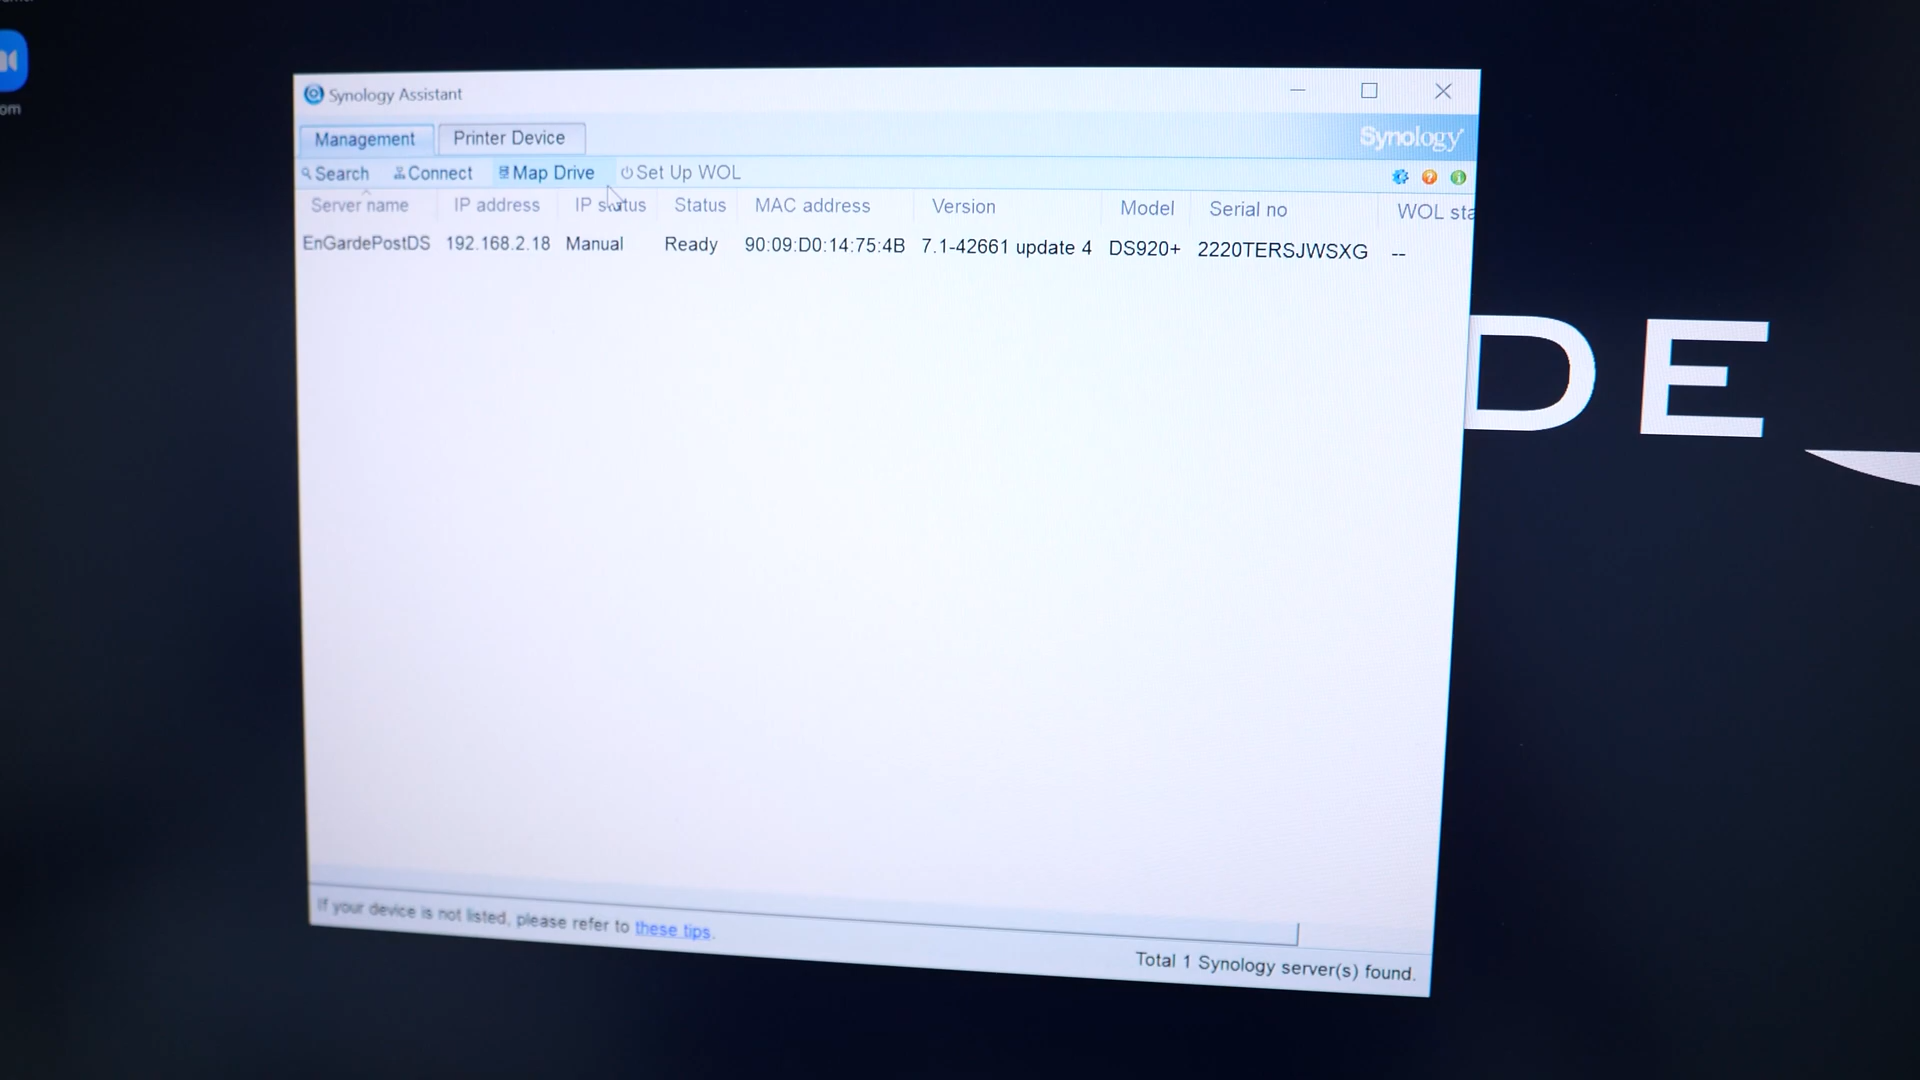 om
Synology Assistant
Management Printer Device Synology
Search Connect Map Drive Set Up WOL
Server name IP address IP status Status MAC address Version Model Serial no WOL sta
EnGardePostDS 192.168.2.18 Manual Ready 90:09:D0:14:75:4B 7.1-42661 update 4 DS920+ 2220TERSJWSXG --
DE
If your device is not listed, please refer to these tips.
Total 1 Synology server(s) found.